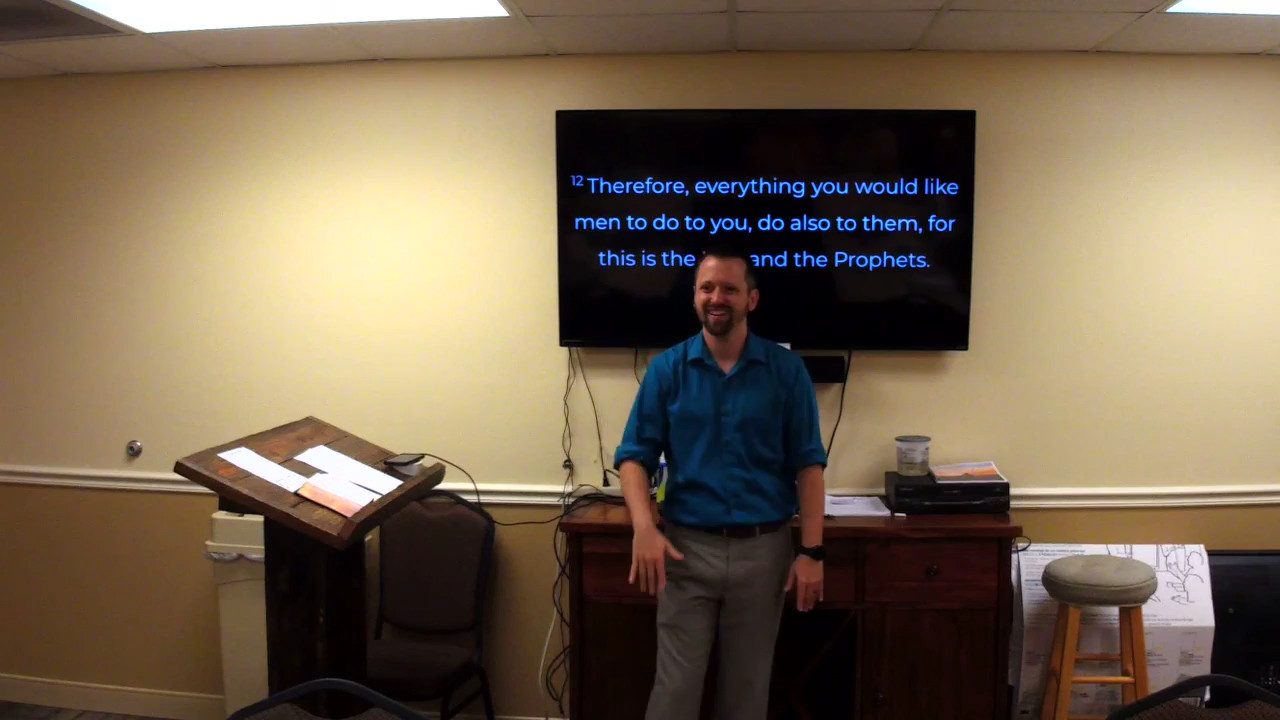 12 Therefore, everything you would like
men to do to you, do also to them, for
this is the and the Prophets.